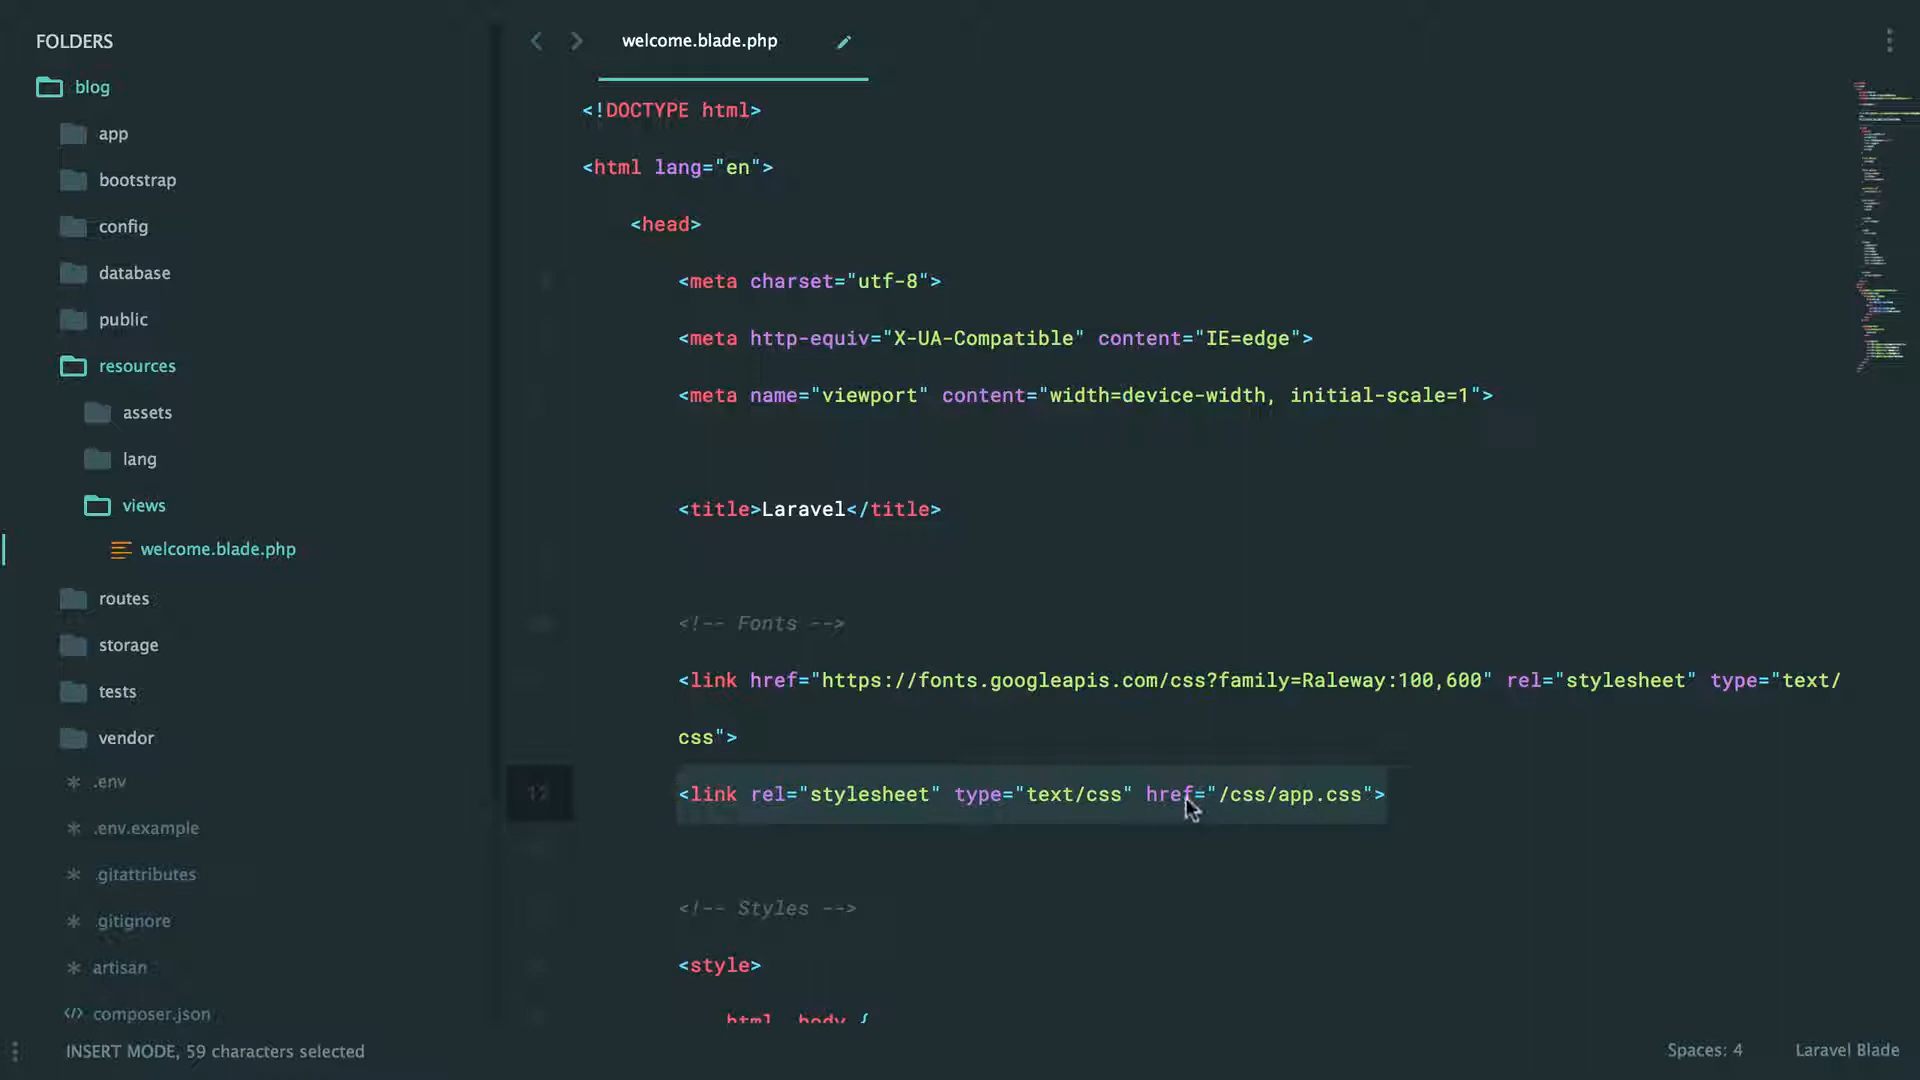 FOLDERS
blog
app
bootstrap
config
database
public
resources
assets
lang
views
welcome.blade.php
routes
storage
tests
vendor
.env
.env.example
.gitattributes
.gitignore
artisan
composer.json
welcome.blade.php
<!DOCTYPE html>
<html lang="en">
<head>
<meta charset="utf-8">
<meta http-equiv="X-UA-Compatible" content="IE=edge">
<meta name="viewport" content="width=device-width, initial-scale=1">
<title>Laravel</title>
<!-- Fonts -->
<link href="https://fonts.googleapis.com/css?family=Raleway:100,600" rel="stylesheet" type="text/
css">
<link rel="stylesheet" type="text/css" href="/css/app.css">
<!-- Styles -->
<style>
html, body {
INSERT MODE, 59 characters selected
Spaces: 4
Laravel Blade